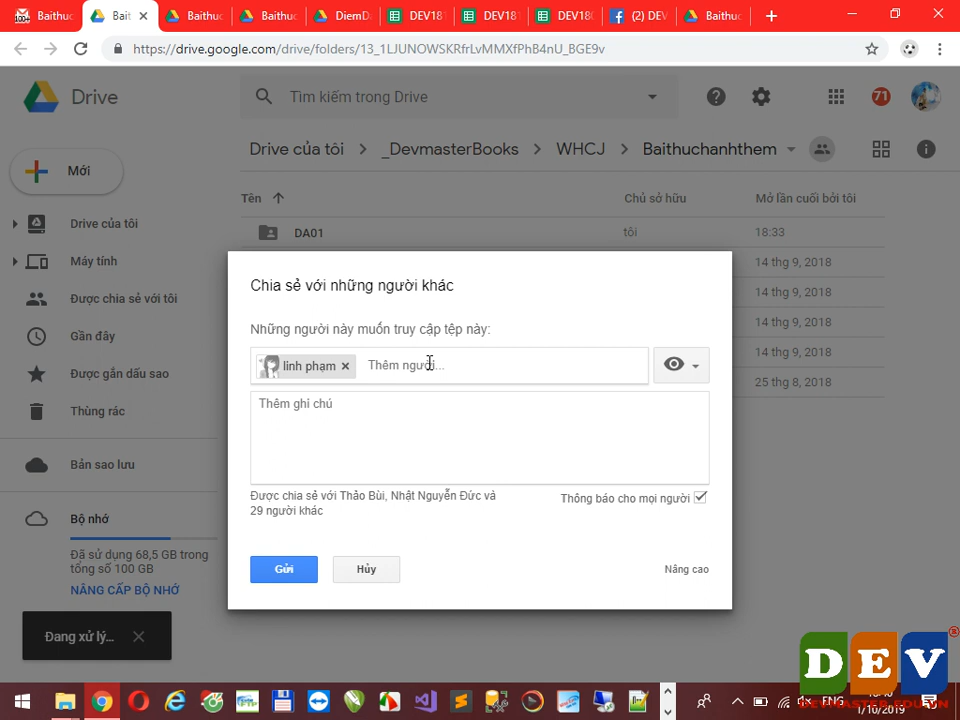 Baithuc
Bait
Baithuc
Baithuc
DiemDa
DEV181
DEV181
DEV180
(2) DEV
Baithuc
https://drive.google.com/drive/folders/13_1LJUNOWSKRfrLvMMXfPhB4nU_BGE9v
Drive
Tìm kiếm trong Drive
71
Drive của tôi > _DevmasterBooks > WHCJ > Baithuchanhthem
Mới
Tên
Chủ sở hữu
Mở lần cuối bởi tôi
DA01
tôi
18:33
14 thg 9, 2018
14 thg 9, 2018
14 thg 9, 2018
14 thg 9, 2018
25 thg 8, 2018
Drive của tôi
Máy tính
Được chia sẻ với tôi
Gần đây
Được gắn dấu sao
Thùng rác
Bản sao lưu
Bộ nhớ
Đã sử dụng 68,5 GB trong
tổng số 100 GB
NÂNG CẤP BỘ NHỚ
Đang xử lý...
Chia sẻ với những người khác
Những người này muốn truy cập tệp này:
linh phạm
Thêm người...
Thêm ghi chú
Được chia sẻ với Thảo Bùi, Nhật Nguyễn Đức và
29 người khác
Thông báo cho mọi người
Gửi
Hủy
Nâng cao
DEV
®
DEVMASTER.EDU.VN
ENG
1/10/2019